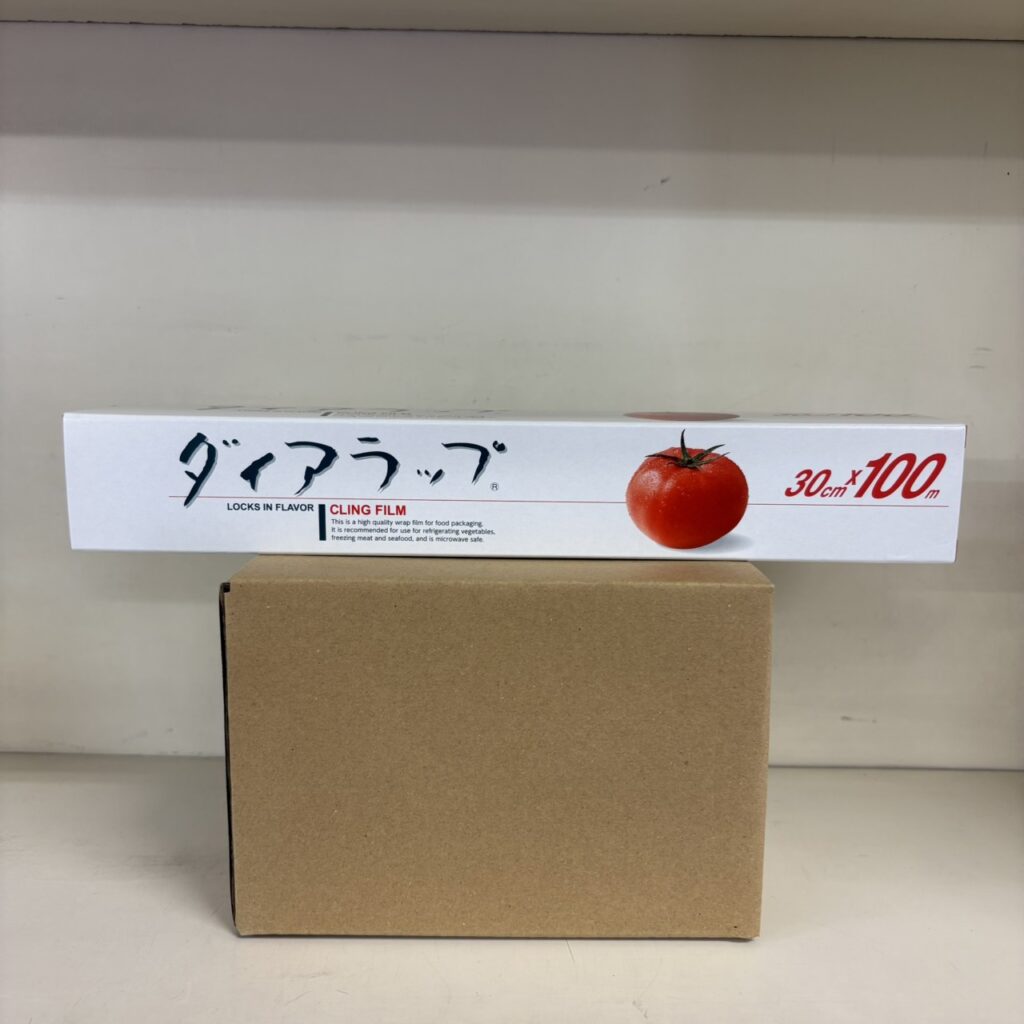 ダイアラップ®
30cm×100m
LOCKS IN FLAVOR
CLING FILM
This is a high quality wrap film for food packaging.
It is recommended for use for refrigerating vegetables,
freezing meat and seafood, and is microwave safe.